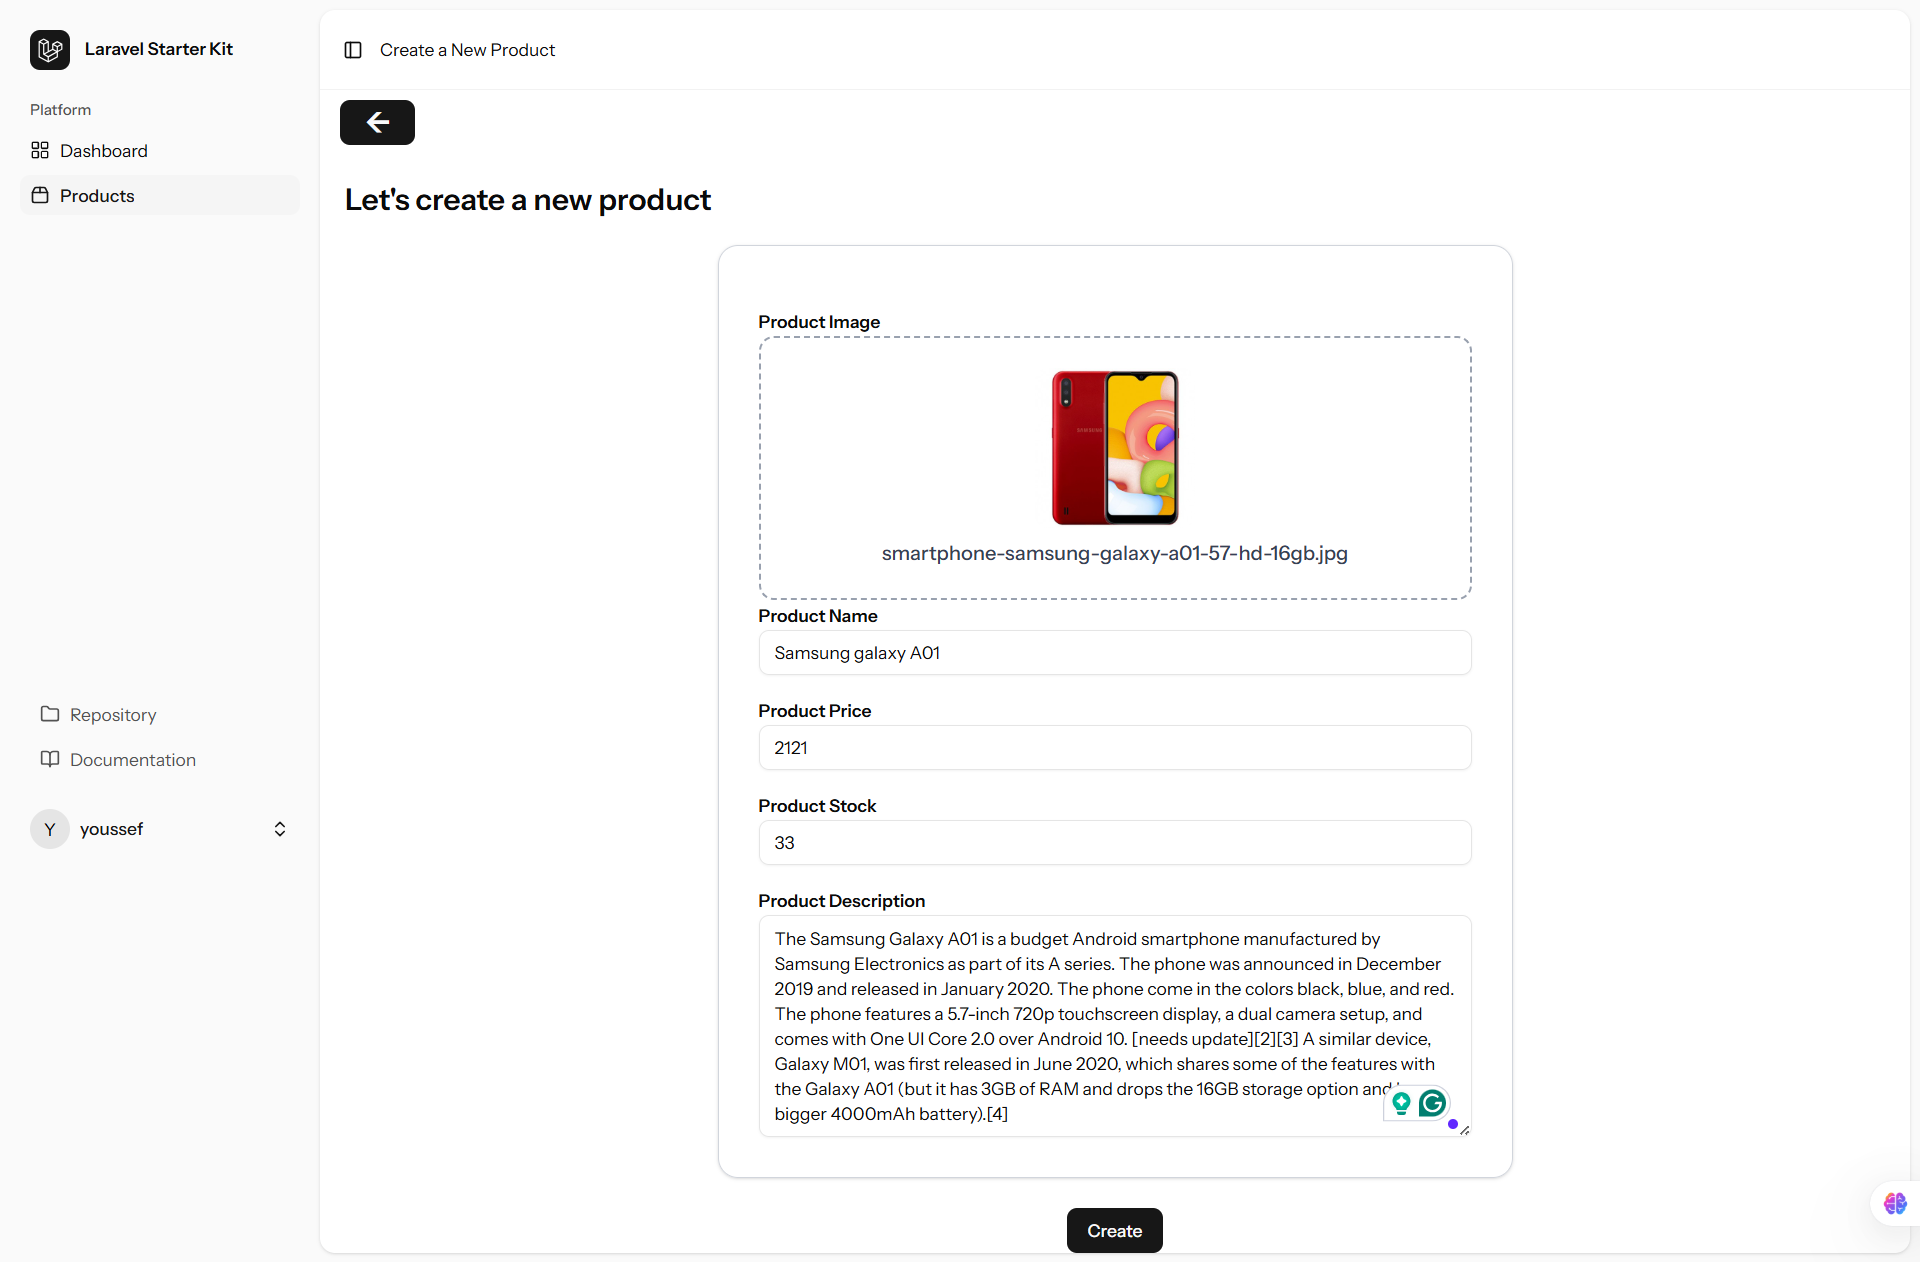 Laravel Starter Kit
Platform
Dashboard
Products
Repository
Documentation
Y
youssef
Create a New Product
Let's create a new product
Product Image
SAMSUNG
smartphone-samsung-galaxy-a01-57-hd-16gb.jpg
Product Name
Samsung galaxy A01
Product Price
2121
Product Stock
33
Product Description
The Samsung Galaxy A01 is a budget Android smartphone manufactured by
Samsung Electronics as part of its A series. The phone was announced in December
2019 and released in January 2020. The phone come in the colors black, blue, and red.
The phone features a 5.7-inch 720p touchscreen display, a dual camera setup, and
comes with One UI Core 2.0 over Android 10. [needs update][2][3] A similar device,
Galaxy M01, was first released in June 2020, which shares some of the features with
the Galaxy A01 (but it has 3GB of RAM and drops the 16GB storage option and
bigger 4000mAh battery).[4]
Create